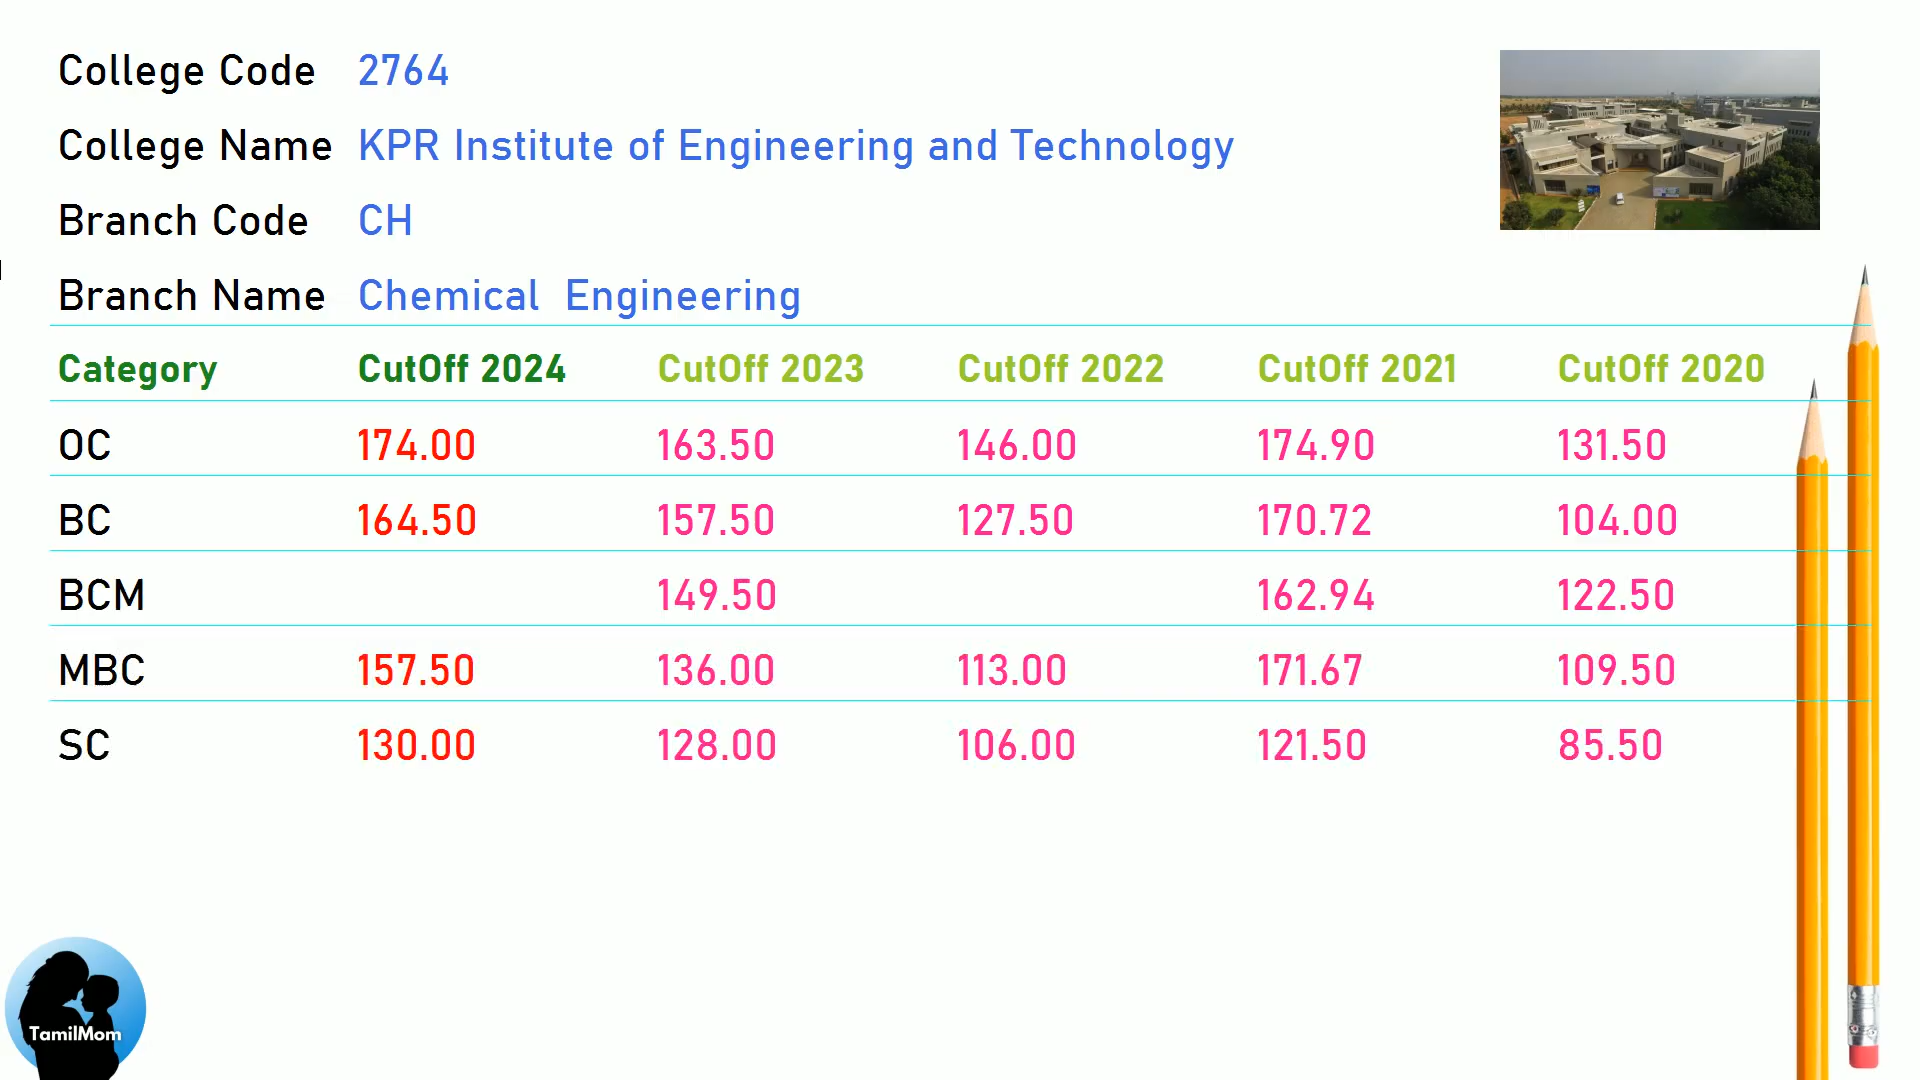 College Code 2764
College Name KPR Institute of Engineering and Technology
Branch Code CH
Branch Name Chemical Engineering
Category CutOff 2024 CutOff 2023 CutOff 2022 CutOff 2021 CutOff 2020
OC 174.00 163.50 146.00 174.90 131.50
BC 164.50 157.50 127.50 170.72 104.00
BCM 149.50 162.94 122.50
MBC 157.50 136.00 113.00 171.67 109.50
SC 130.00 128.00 106.00 121.50 85.50
TamilMom